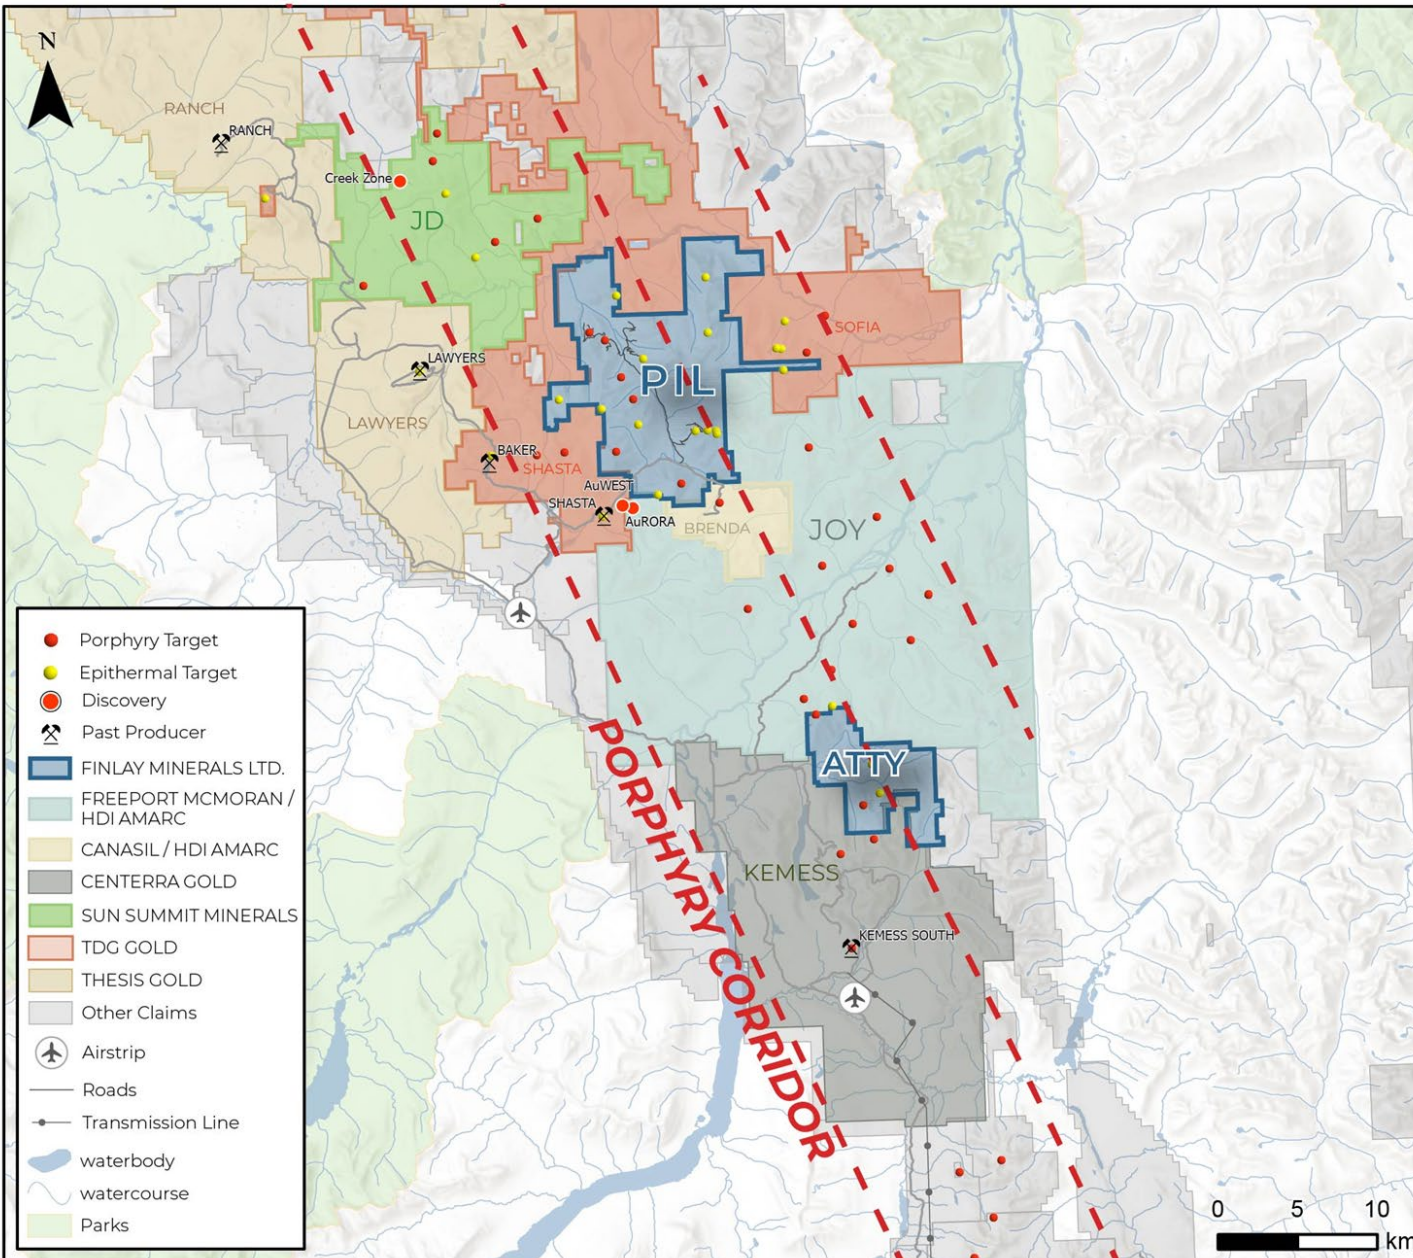 N
RANCH
RANCH
Creek Zone
JD
SOFIA
LAWYERS
PIL
LAWYERS
BAKER
SHASTA
AuWEST
SHASTA
AuRORA
BRENDA
JOY
PORPHYRY CORRIDOR
ATTY
KEMESS
KEMESS SOUTH
Porphyry Target
Epithermal Target
Discovery
Past Producer
FINLAY MINERALS LTD.
FREEPORT MCMORAN /
HDI AMARC
CANASIL / HDI AMARC
CENTERRA GOLD
SUN SUMMIT MINERALS
TDG GOLD
THESIS GOLD
Other Claims
Airstrip
Roads
Transmission Line
waterbody
watercourse
Parks
0 5 10
km